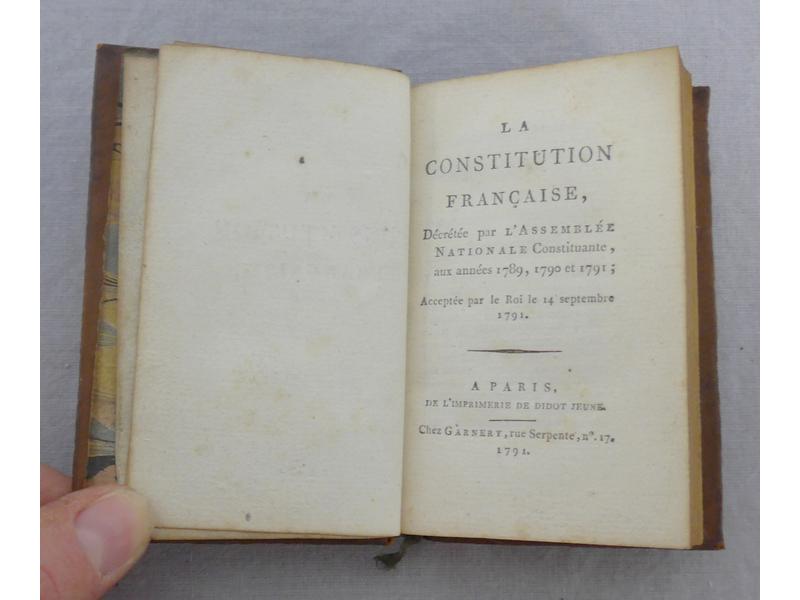 LA
CONSTITUTION
FRANÇAISE,
Décrétée par L'ASSEMBLÉE
NATIONALE Constituante,
aux années 1789, 1790 et 1791;
Acceptée par le Roi le 14 septembre
1791.
A PARIS,
DE L'IMPRIMERIE DE DIDOT JEUNE.
Chez GARNERY, rue Serpente, nº. 17.
1791.